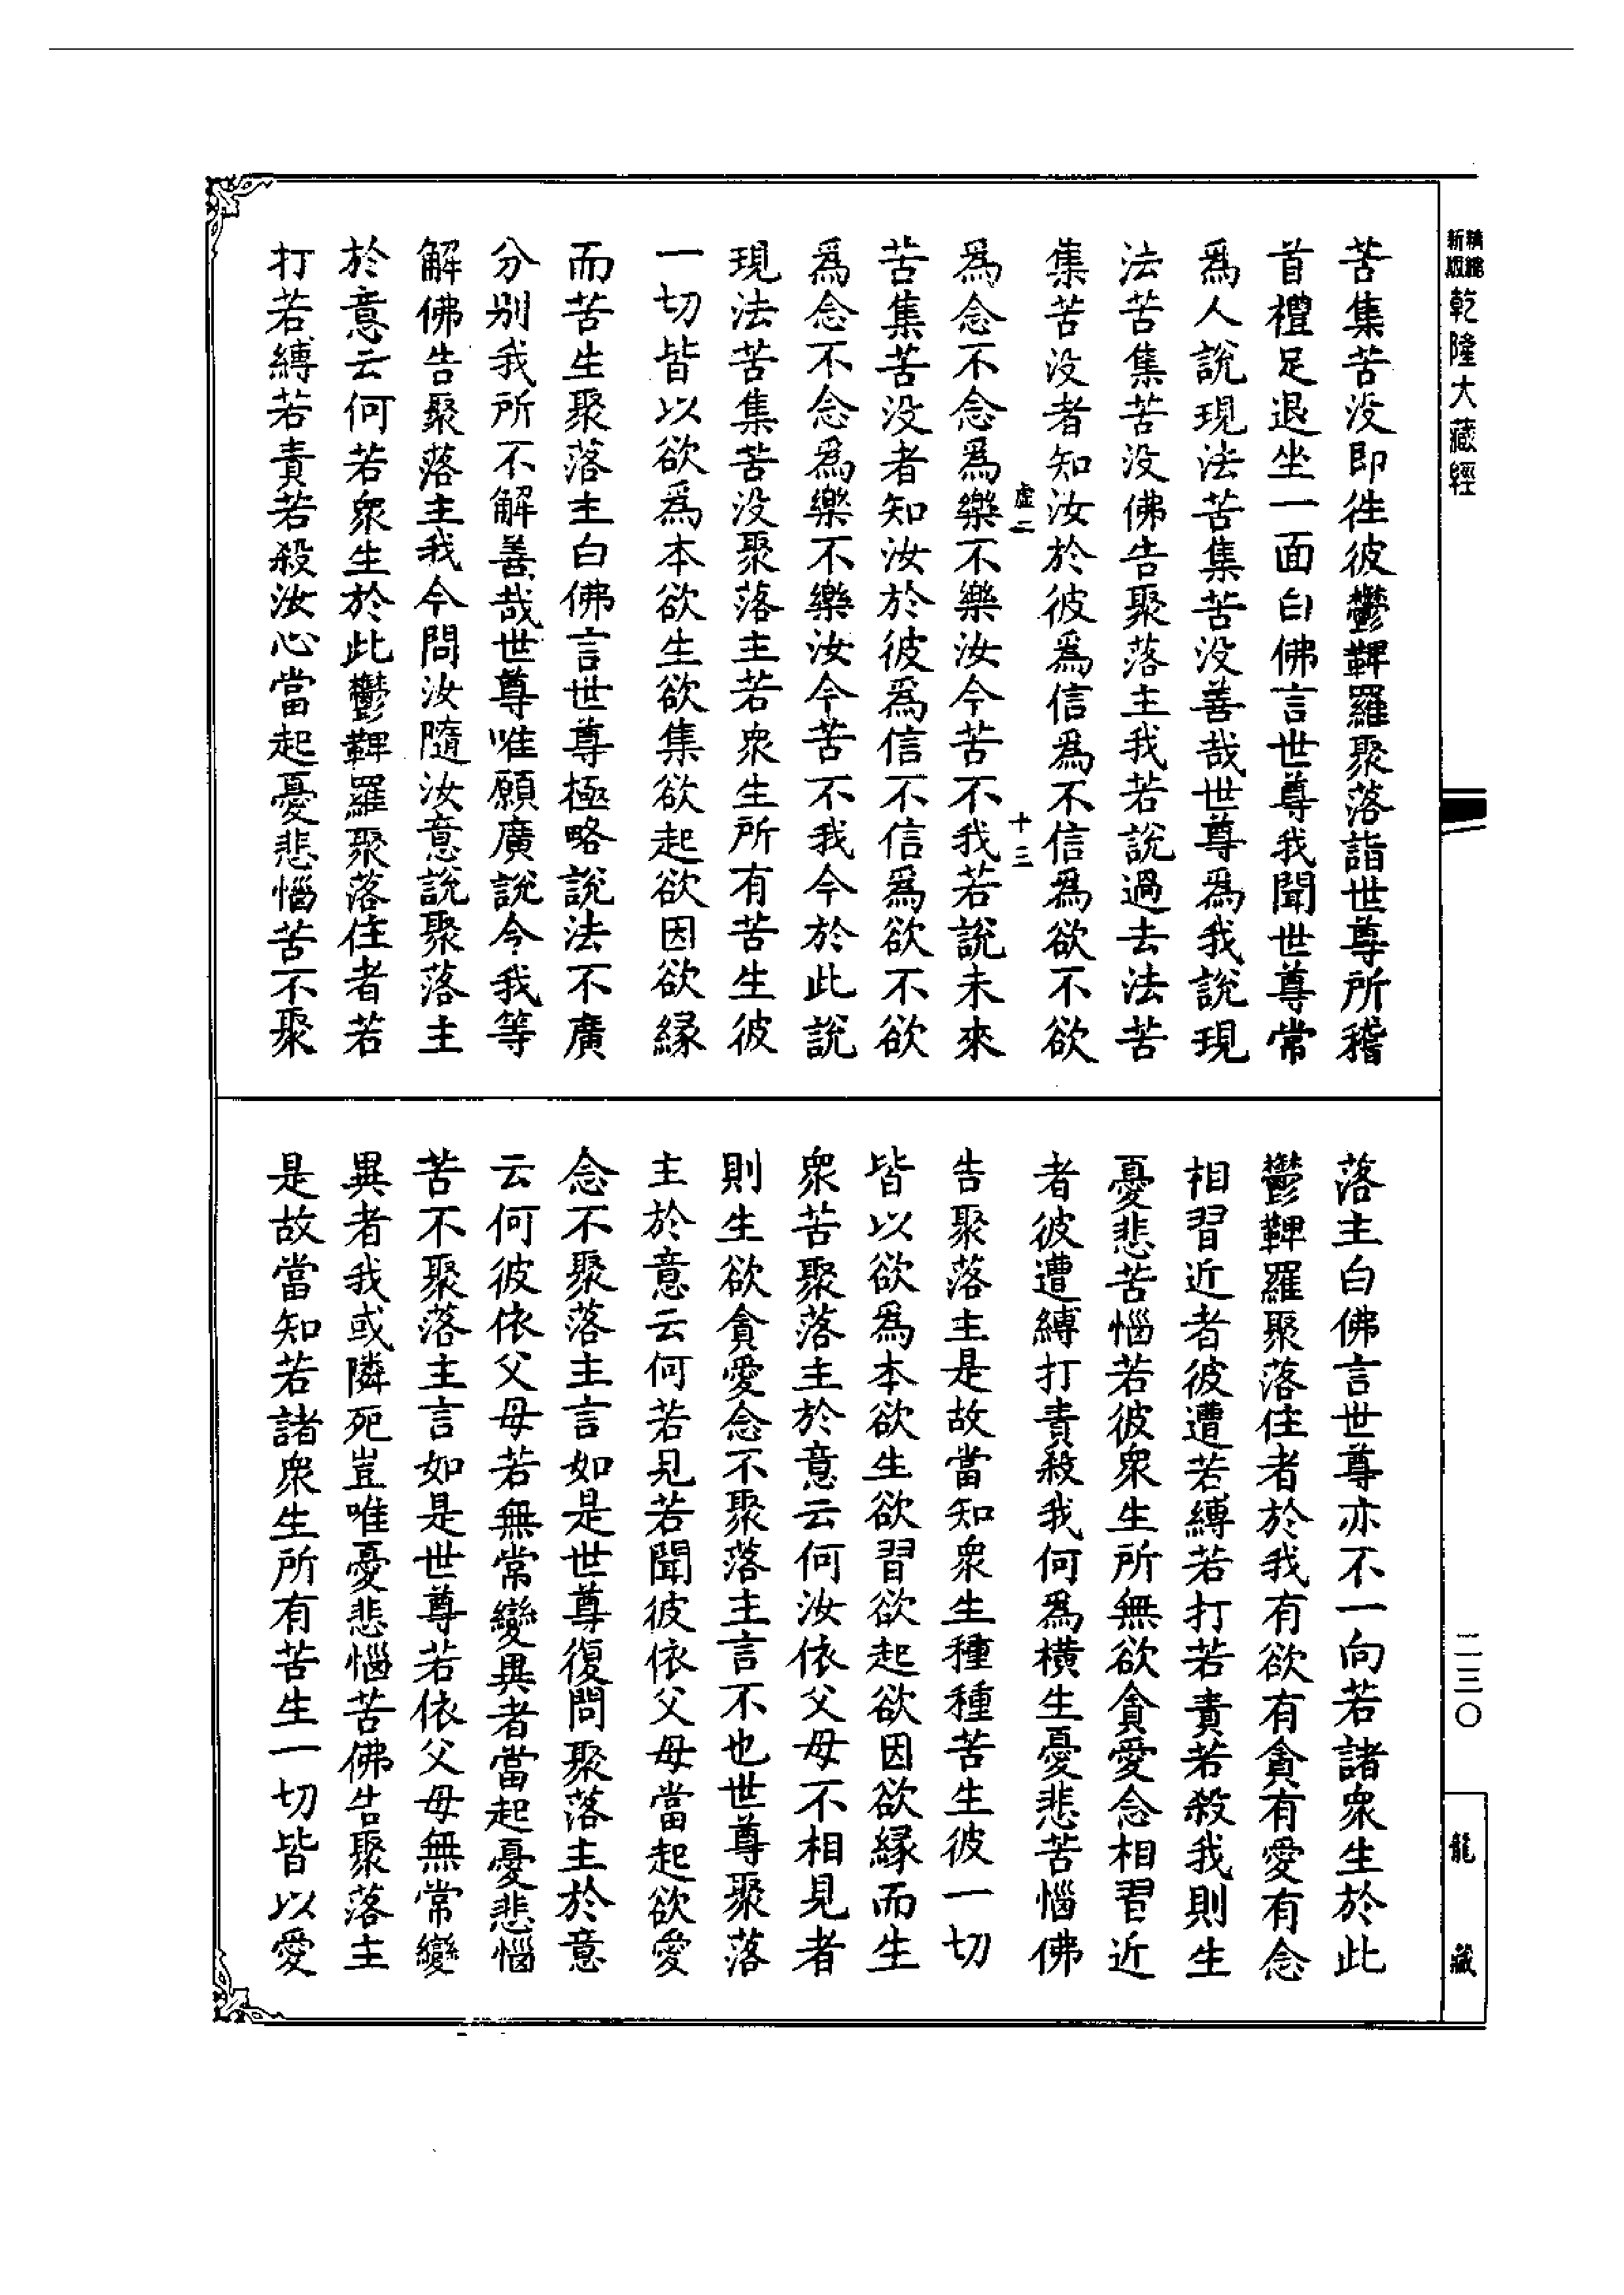 新編縮版
乾隆大藏經
苦集苦没即往彼鬱鞞羅聚落詣世尊所稽
首禮足退坐一面白佛言世尊我聞世尊常
爲人說現法苦集苦没善哉世尊爲我說現
法苦集苦没佛告聚落主我若說過去法苦
集苦没者知汝於彼爲信爲不信爲欲不欲
虛二
十三
爲念不念爲樂不樂汝今苦不我若說未來
苦集苦没者知汝於彼爲信不信爲欲不欲
爲念不念爲樂不樂汝今苦不我今於此說
現法苦集苦没聚落主若衆生所有苦生彼
一切皆以欲爲本欲生欲集欲起欲因欲緣
而苦生聚落主白佛言世尊極略說法不廣
分别我所不解善哉世尊唯願廣說令我等
解佛告聚落主我今問汝隨汝意說聚落主
於意云何若衆生於此鬱鞞羅聚落住者若
打若縛若責若殺汝心當起憂悲惱苦不聚
落主白佛言世尊亦不一向若諸衆生於此
鬱鞞羅聚落住者於我有欲有貪有愛有念
相習近者彼遭若縛若打若責若殺我則生
憂悲苦惱若彼衆生所無欲貪愛念相習近
者彼遭縛打責殺我何爲橫生憂悲苦惱佛
告聚落主是故當知衆生種種苦生彼一切
皆以欲爲本欲生欲習欲起欲因欲緣而生
衆苦聚落主於意云何汝依父母不相見者
則生欲貪愛念不聚落主言不也世尊聚落
主於意云何若見若聞彼依父母當起欲愛
念不聚落主言如是世尊復問聚落主於意
云何彼依父母若無常變異者當起憂悲惱
苦不聚落主言如是世尊若依父母無常變
異者我或隣死豈唯憂悲惱苦佛告聚落主
是故當知若諸衆生所有苦生一切皆以愛
二三〇
龍藏